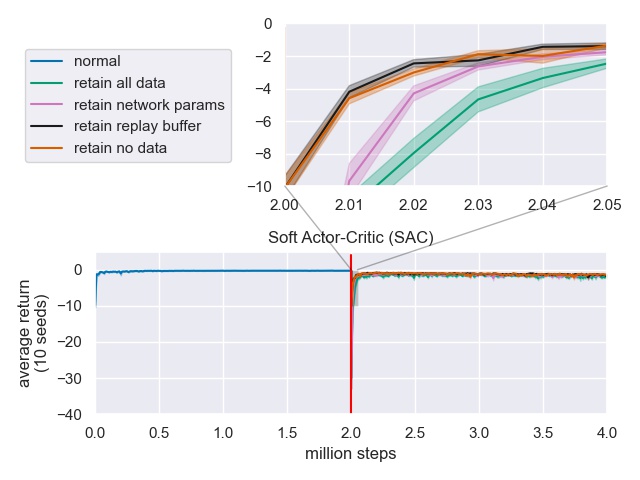 normal
retain all data
retain network params
retain replay buffer
retain no data
0
−2
−4
−6
−8
−10
2.00 2.01 2.02 2.03 2.04 2.05
Soft Actor-Critic (SAC)
average return
(10 seeds)
0
−10
−20
−30
−40
0.0 0.5 1.0 1.5 2.0 2.5 3.0 3.5 4.0
million steps